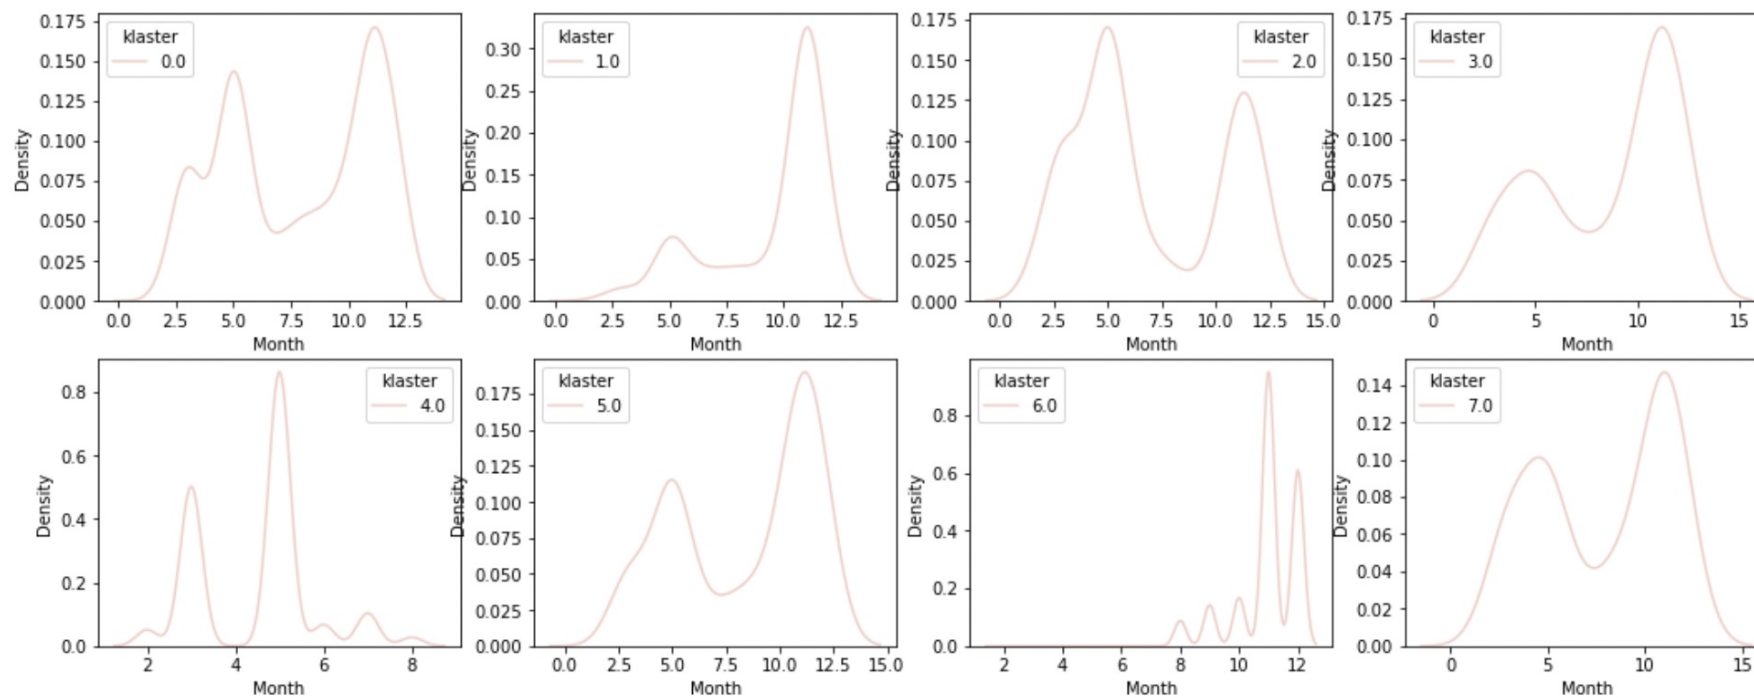 klaster
0.0
0.175
0.150
0.125
0.100
0.075
0.050
0.025
0.000
Density
0.0 2.5 5.0 7.5 10.0 12.5
Month
klaster
1.0
0.30
0.25
0.20
0.15
0.10
0.05
0.00
Density
0.0 2.5 5.0 7.5 10.0 12.5
Month
klaster
2.0
0.175
0.150
0.125
0.100
0.075
0.050
0.025
0.000
Density
0.0 2.5 5.0 7.5 10.0 12.5 15.0
Month
klaster
3.0
0.175
0.150
0.125
0.100
0.075
0.050
0.025
0.000
Density
0 5 10 15
Month
klaster
4.0
0.8
0.6
0.4
0.2
0.0
Density
2 4 6 8
Month
klaster
5.0
0.175
0.150
0.125
0.100
0.075
0.050
0.025
0.000
Density
0.0 2.5 5.0 7.5 10.0 12.5 15.0
Month
klaster
6.0
0.8
0.6
0.4
0.2
0.0
Density
2 4 6 8 10 12
Month
klaster
7.0
0.14
0.12
0.10
0.08
0.06
0.04
0.02
0.00
Density
0 5 10 15
Month